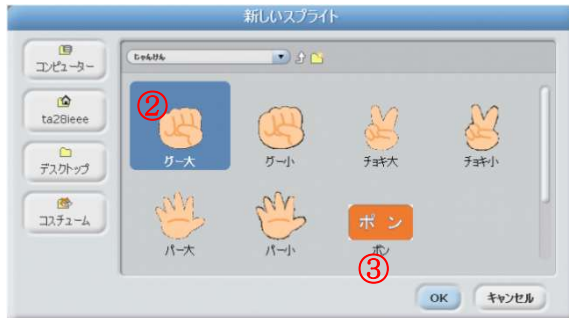 新しいスプライト
コンピューター
じゃんけん
ta28ieee
②
デスクトップ
グー大
グー小
チョキ大
チョキ小
コスチューム
ポン
パー大
パー小
ポン
③
OK
キャンセル